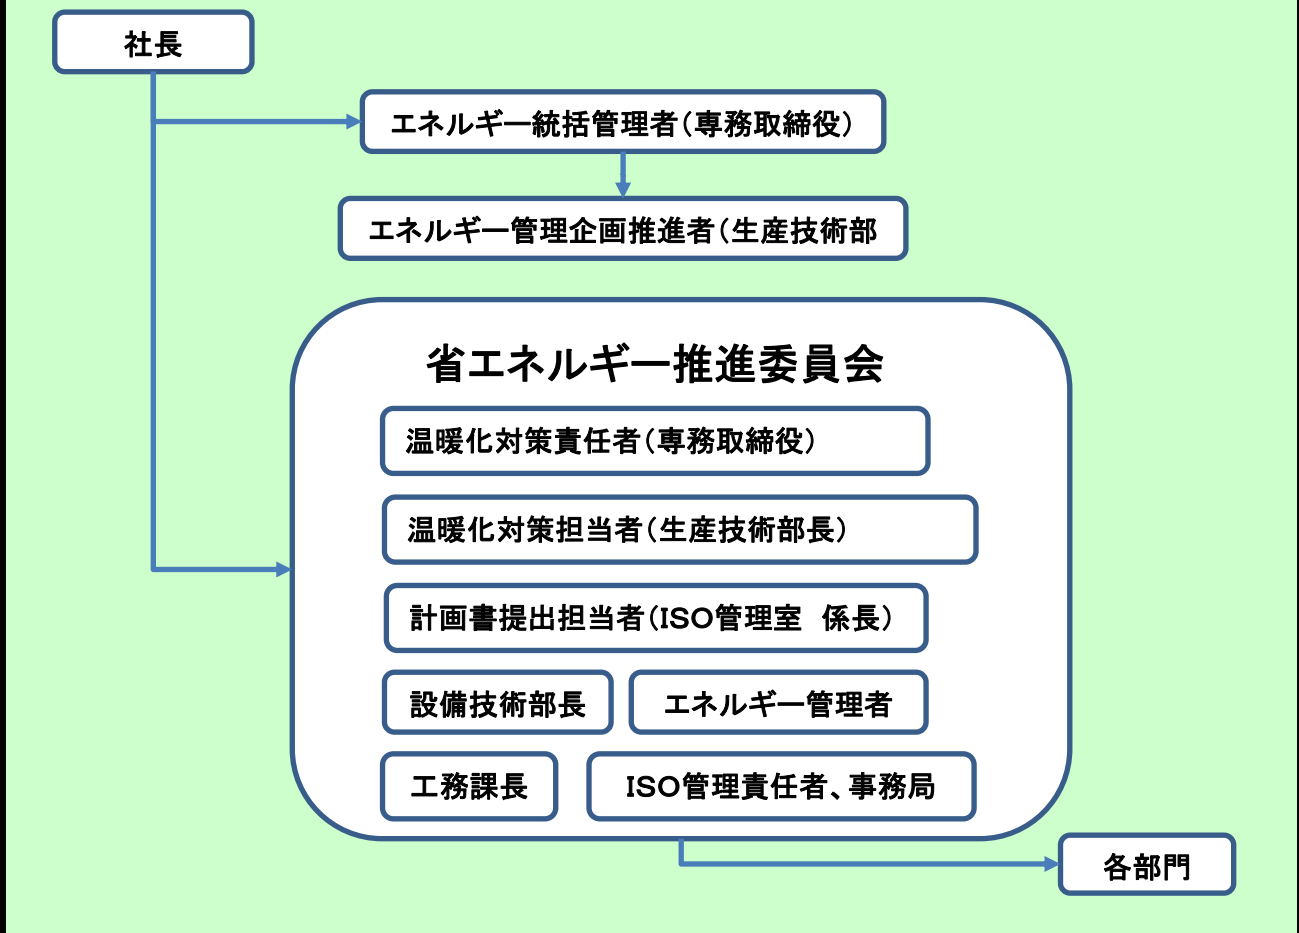 社長
エネルギー統括管理者（専務取締役）
エネルギー管理企画推進者（生産技術部
省エネルギー推進委員会
温暖化対策責任者（専務取締役）
温暖化対策担当者（生産技術部長）
計画書提出担当者（ISO管理室　係長）
設備技術部長
エネルギー管理者
工務課長
ISO管理責任者、事務局
各部門